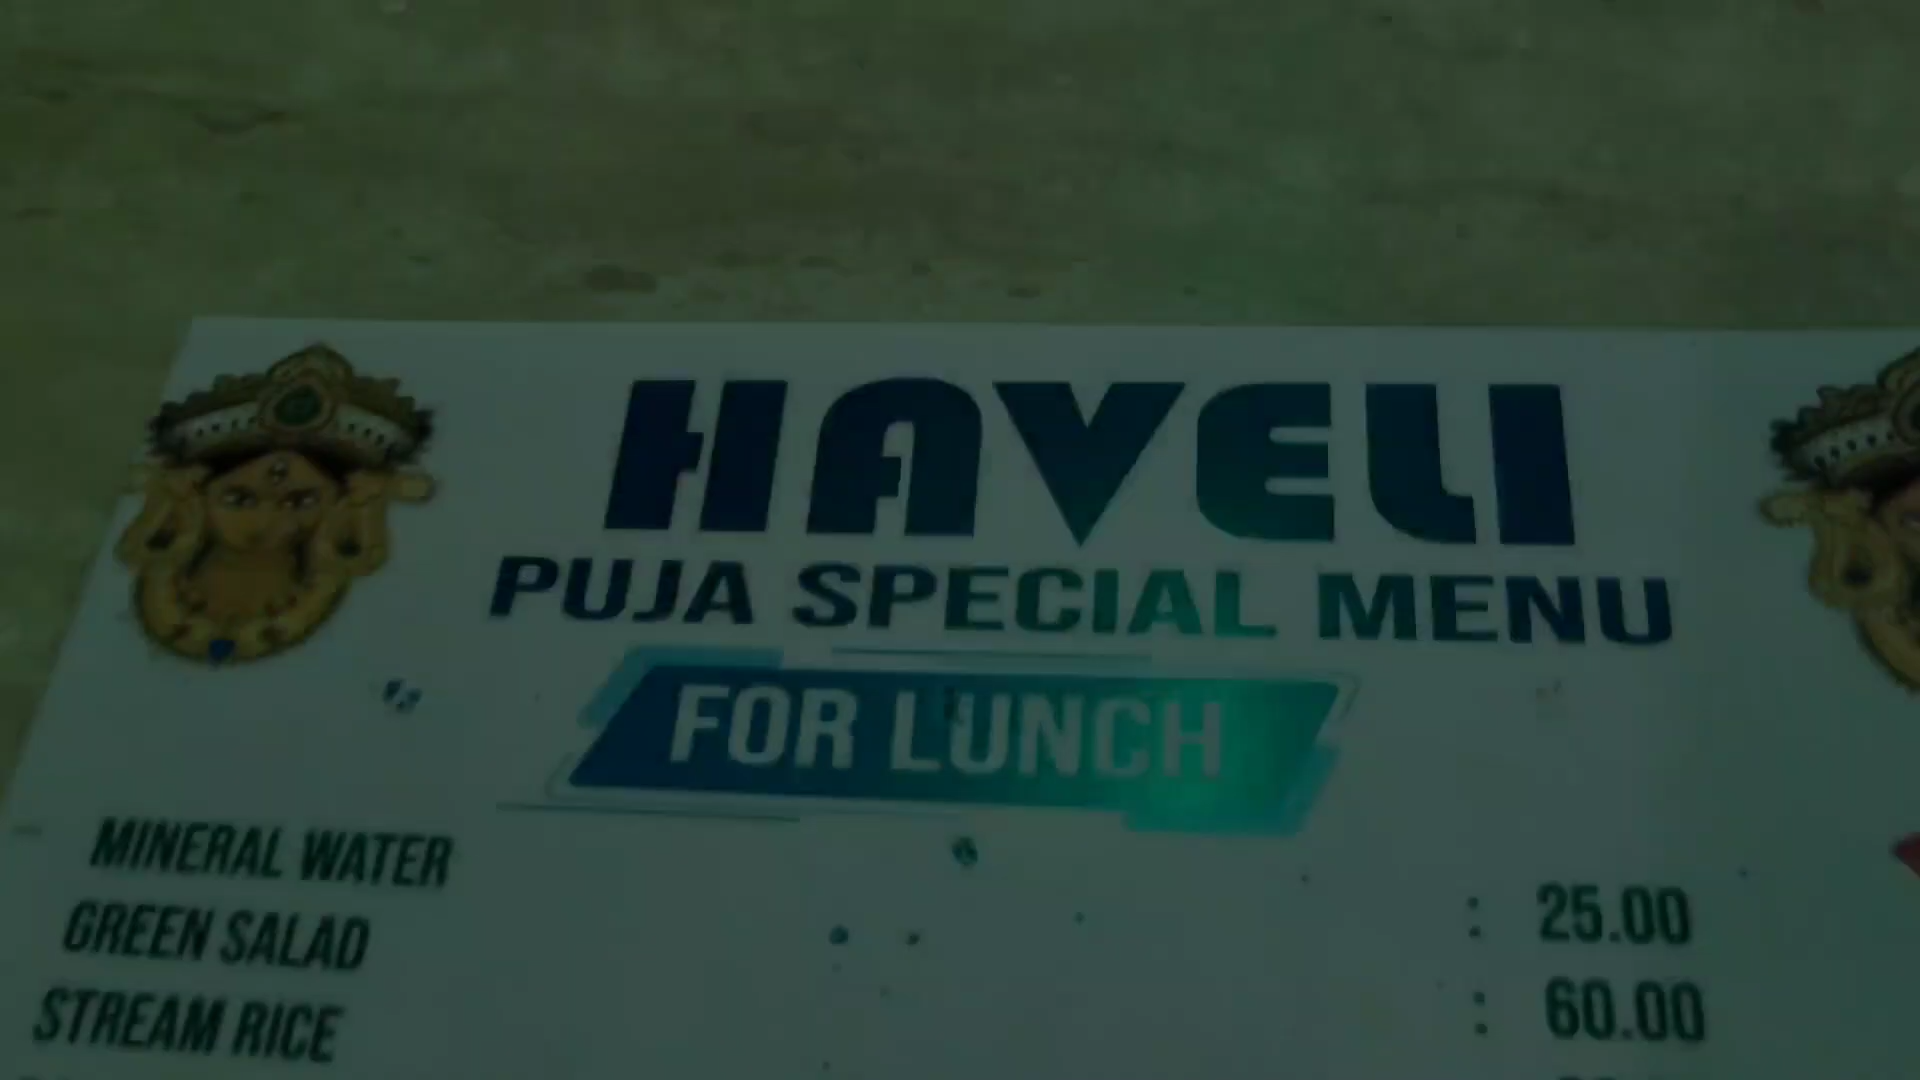 HAVELI
PUJA SPECIAL MENU
FOR LUNCH
MINERAL WATER : 25.00
GREEN SALAD : 60.00
STREAM RICE